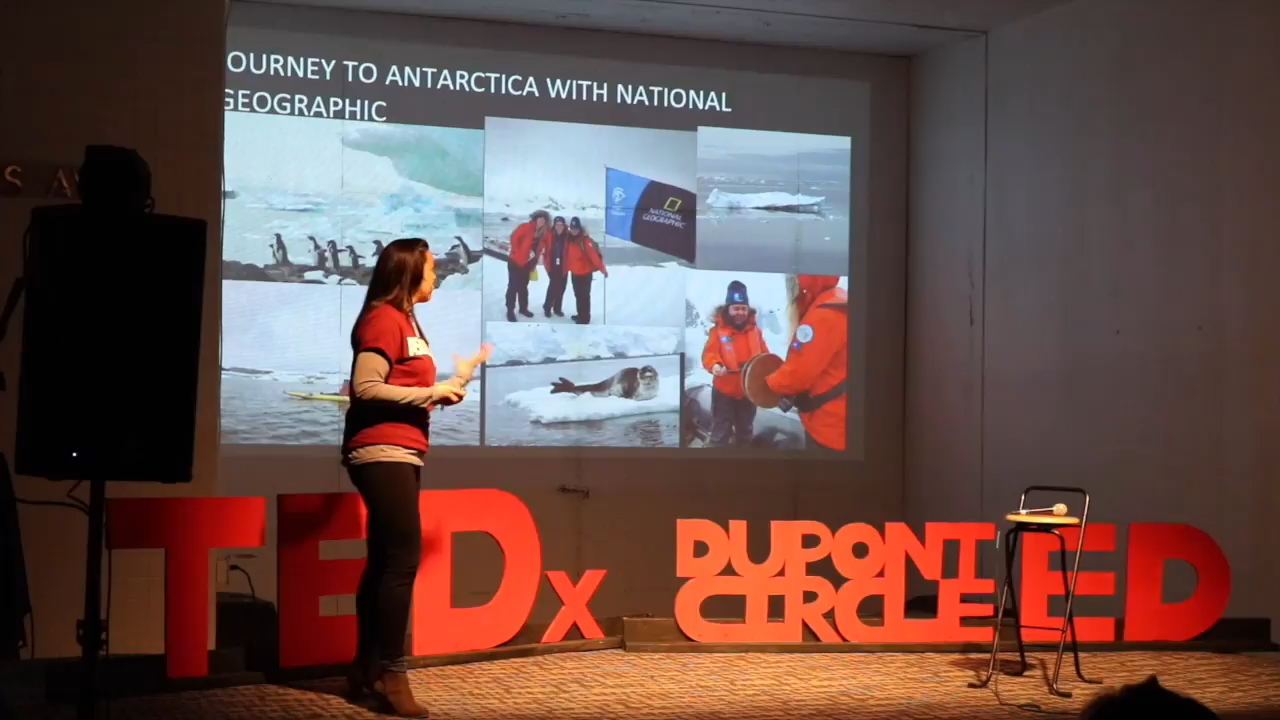 OURNEY TO ANTARCTICA WITH NATIONAL
GEOGRAPHIC
NATIONAL
GEOGRAPHIC
S A
TEDx
DUPONT
CIRCLE
ED